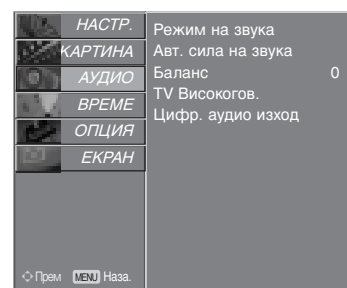 НАСТР.
КАРТИНА
АУДИО
ВРЕМЕ
ОПЦИЯ
ЕКРАН
Режим на звука
Авт. сила на звука
Баланс 0
TV Високогов.
Цифр. аудио изход
Прем MENU Наза.